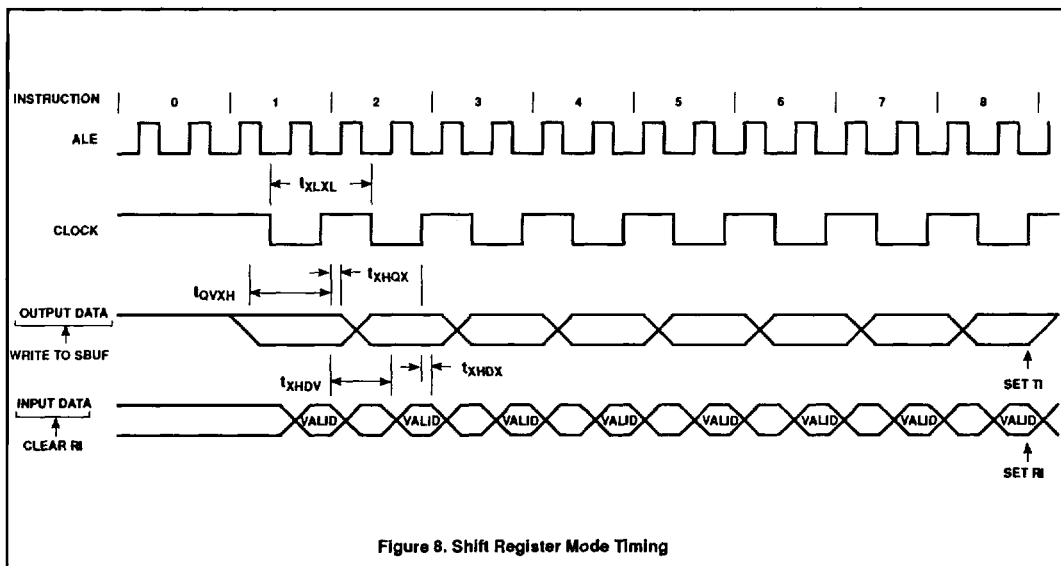 INSTRUCTION 0 1 2 3 4 5 6 7 8
ALE
tXLXL
CLOCK
tQVXH tXHQX
OUTPUT DATA
WRITE TO SBUF
tXHDV tXHDX
SET TI
INPUT DATA
VALID VALID VALID VALID VALID VALID VALID VALID
CLEAR RI
SET RI
Figure 8. Shift Register Mode Timing